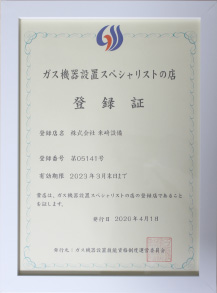 ガス機器設置スペシャリストの店
登録証
登録店名 株式会社 米崎設備
登録番号 第05141号
有効期限 2023年3月末日まで
貴店は、ガス機器設置スペシャリストの登録店であること
を証します。
発行日 2020年4月1日
発行元:ガス機器設置技能資格制度運営委員会